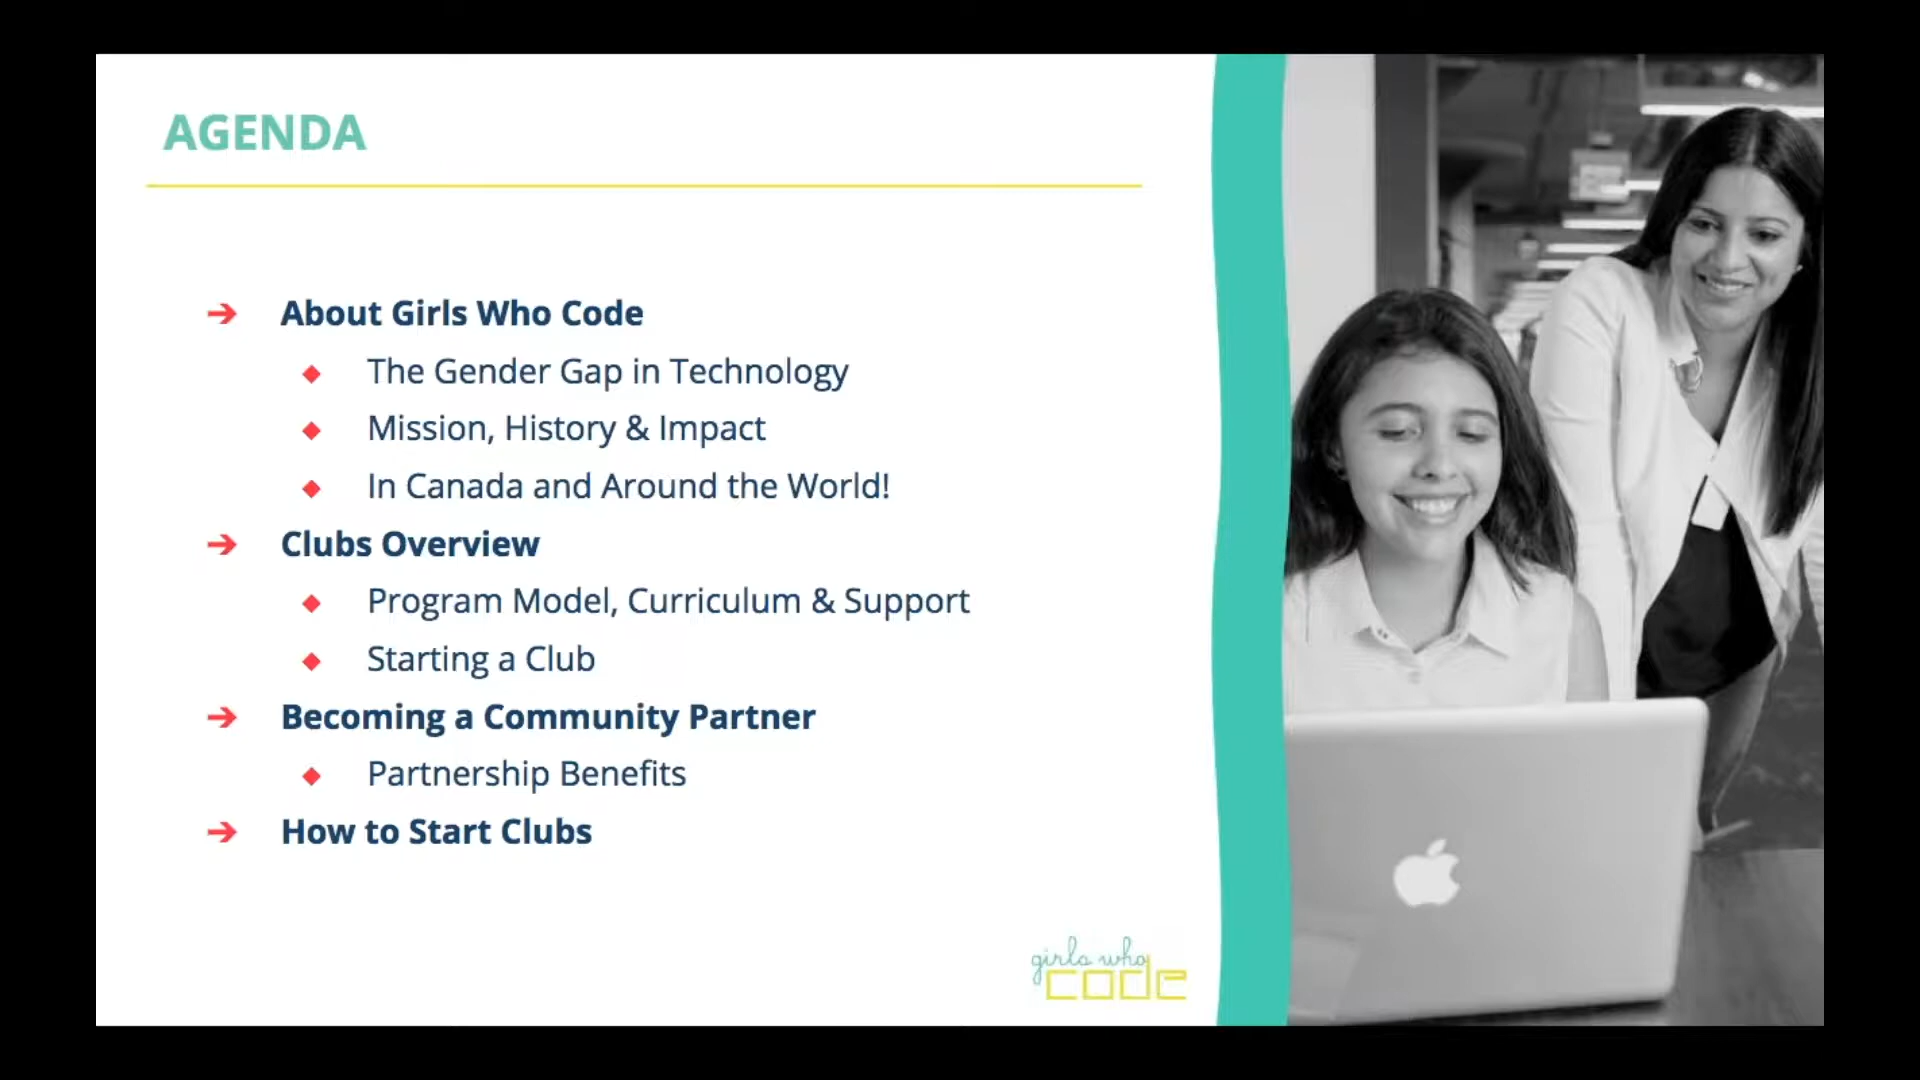 AGENDA
➔ About Girls Who Code
◆ The Gender Gap in Technology
◆ Mission, History & Impact
◆ In Canada and Around the World!
➔ Clubs Overview
◆ Program Model, Curriculum & Support
◆ Starting a Club
➔ Becoming a Community Partner
◆ Partnership Benefits
➔ How to Start Clubs
girls who
code